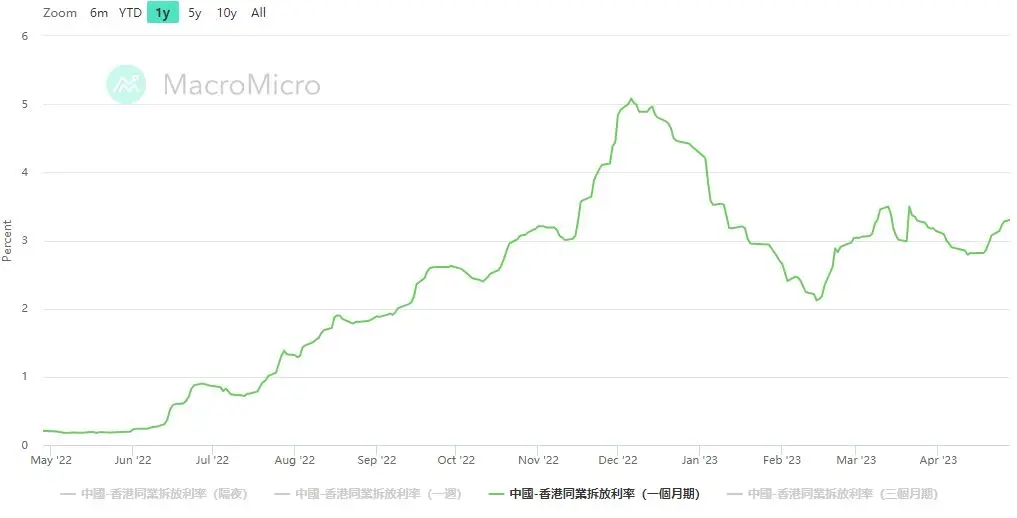 Zoom 6m YTD 1y 5y 10y All
MacroMicro
Percent
6
5
4
3
2
1
0
May '22 Jun '22 Jul '22 Aug '22 Sep '22 Oct '22 Nov '22 Dec '22 Jan '23 Feb '23 Mar '23 Apr '23
中國-香港同業拆放利率（隔夜） 中國-香港同業拆放利率（一週） 中國-香港同業拆放利率（一個月期） 中國-香港同業拆放利率（三個月期）